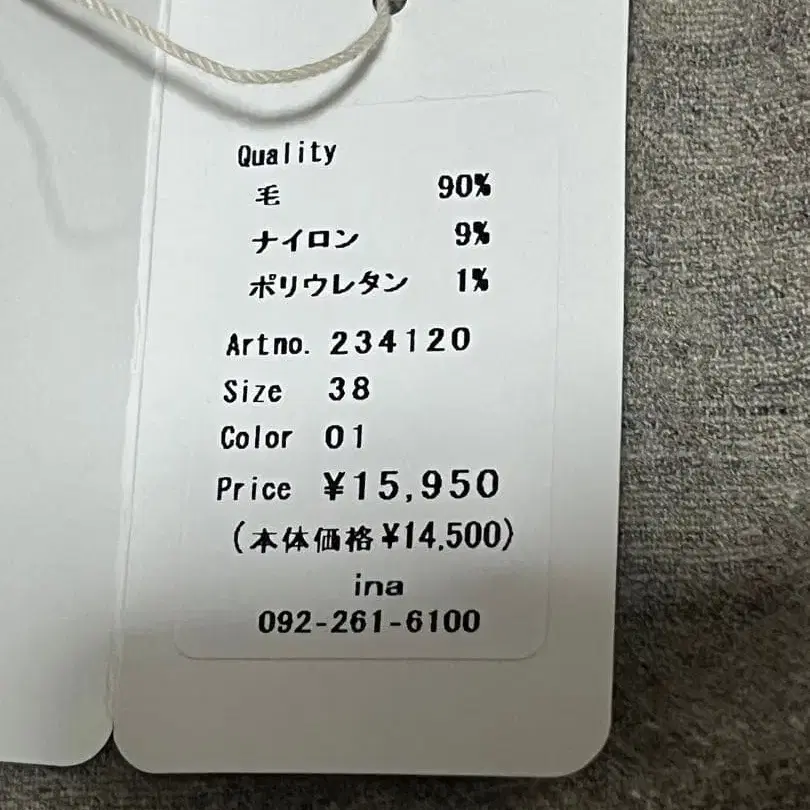 Quality
毛 90%
ナイロン 9%
ポリウレタン 1%
Artno. 234120
Size 38
Color 01
Price ¥15,950
(本体価格¥14,500)
ina
092-261-6100